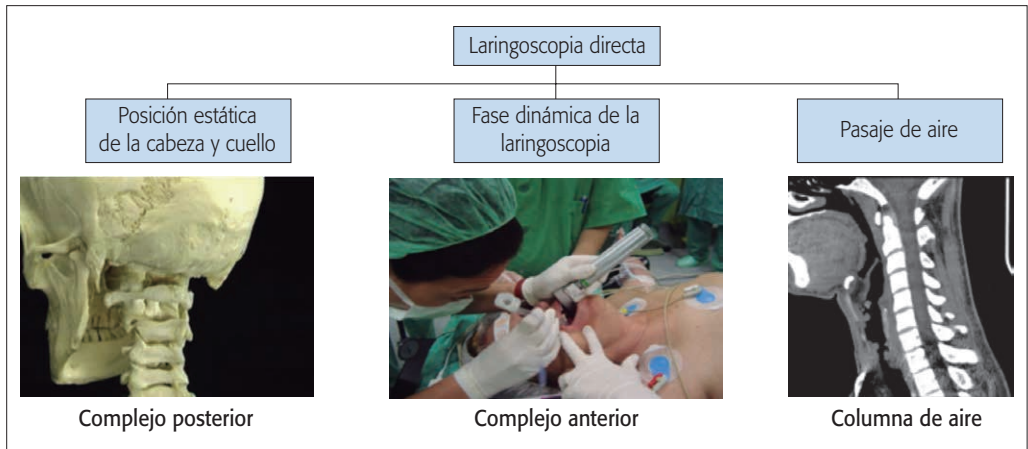 Laringoscopia directa
Posición estática
de la cabeza y cuello
Fase dinámica de la
laringoscopia
Pasaje de aire
Complejo posterior
Complejo anterior
Columna de aire